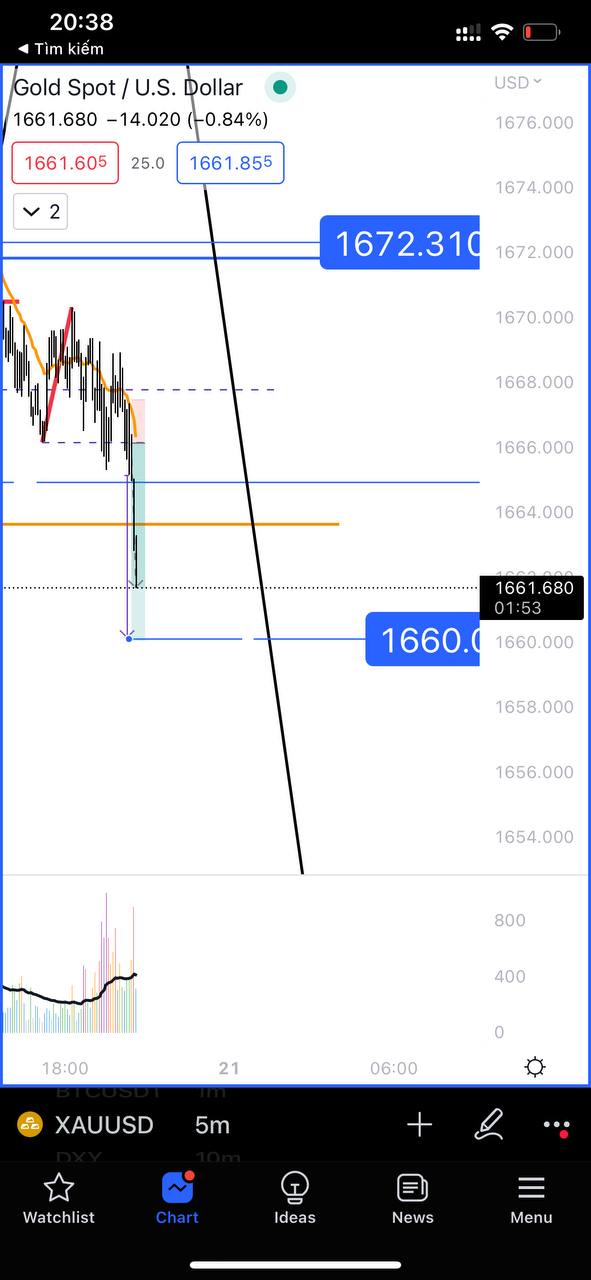 20:38
◀ Tìm kiếm
Gold Spot / U.S. Dollar
USD
1661.680 −14.020 (−0.84%)
1676.000
1661.605 25.0 1661.855
1674.000
2
1672.310
1672.000
1670.000
1668.000
1666.000
1664.000
1662.000
1661.680
01:53
1660.0
1660.000
1658.000
1656.000
1654.000
800
400
0
18:00 21 06:00
BTCUSDT 1m
XAUUSD 5m
DXY 10m
Watchlist Chart Ideas News Menu